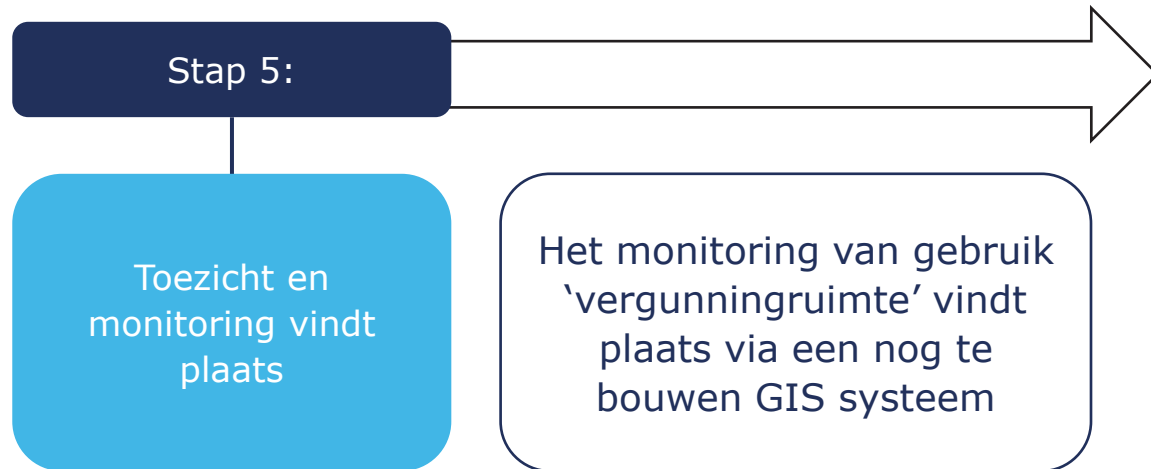 Stap 5:
Toezicht en
monitoring vindt
plaats
Het monitoring van gebruik
‘vergunningruimte’ vindt
plaats via een nog te
bouwen GIS systeem